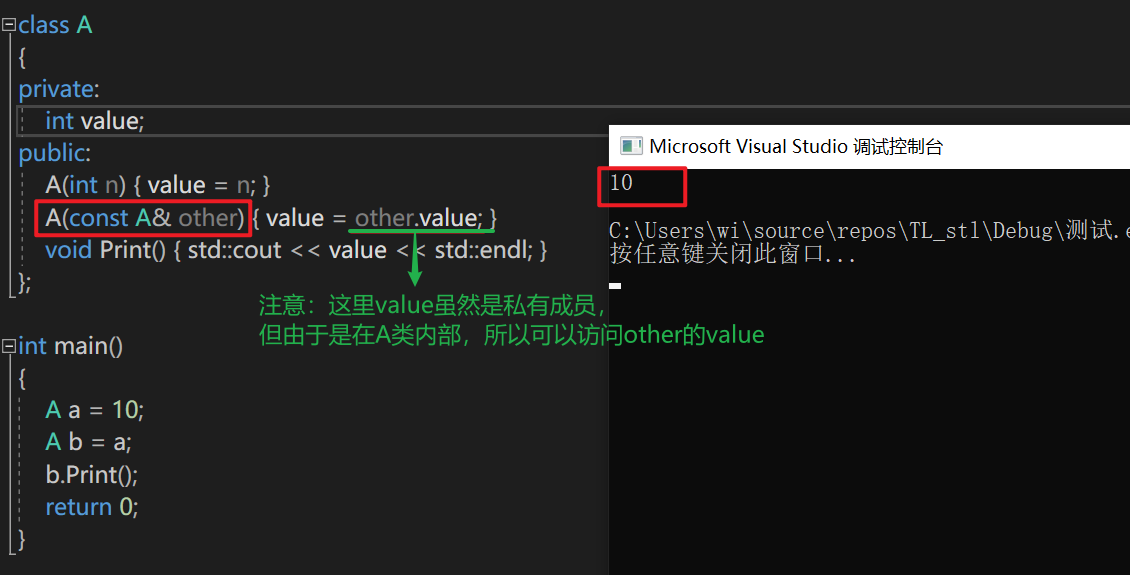 class A
{
private:
int value;
public:
A(int n) { value = n; }
A(const A& other) { value = other.value; }
void Print() { std::cout << value << std::endl; }
};
注意：这里value虽然是私有成员，
但由于是在A类内部，所以可以访问other的value
int main()
{
A a = 10;
A b = a;
b.Print();
return 0;
}
Microsoft Visual Studio 调试控制台
10
C:\Users\wi\source\repos\TL_stl\Debug\测试.e
按任意键关闭此窗口...